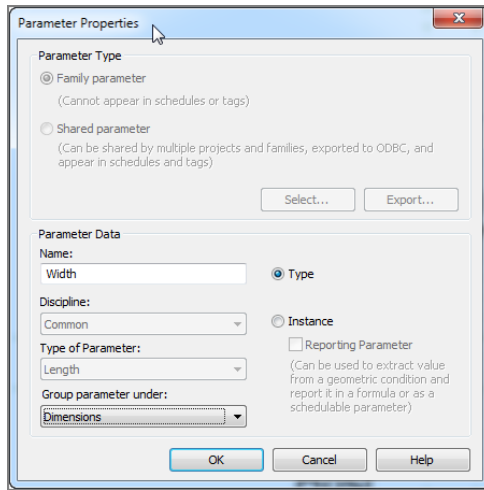 Parameter Properties
Parameter Type
Family parameter
(Cannot appear in schedules or tags)
Shared parameter
(Can be shared by multiple projects and families, exported to ODBC, and
appear in schedules and tags)
Select...
Export...
Parameter Data
Name:
Width
Type
Discipline:
Common
Instance
Type of Parameter:
Reporting Parameter
Length
(Can be used to extract value
from a geometric condition and
report it in a formula or as a
schedulable parameter)
Group parameter under:
Dimensions
OK
Cancel
Help